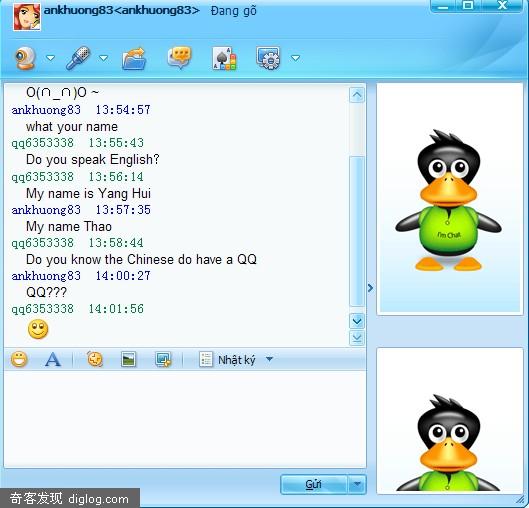 ankhuong83<ankhuong83> Đang gõ
O(∩_∩)O ~
ankhuong83 13:54:57
what your name
qq6353338 13:55:43
Do you speak English?
qq6353338 13:56:14
My name is Yang Hui
ankhuong83 13:57:35
My name Thao
qq6353338 13:58:44
Do you know the Chinese do have a QQ
ankhuong83 14:00:27
QQ???
qq6353338 14:01:56
I'm Chat
A
Nhật ký
Gửi
奇客发现 diglog.com